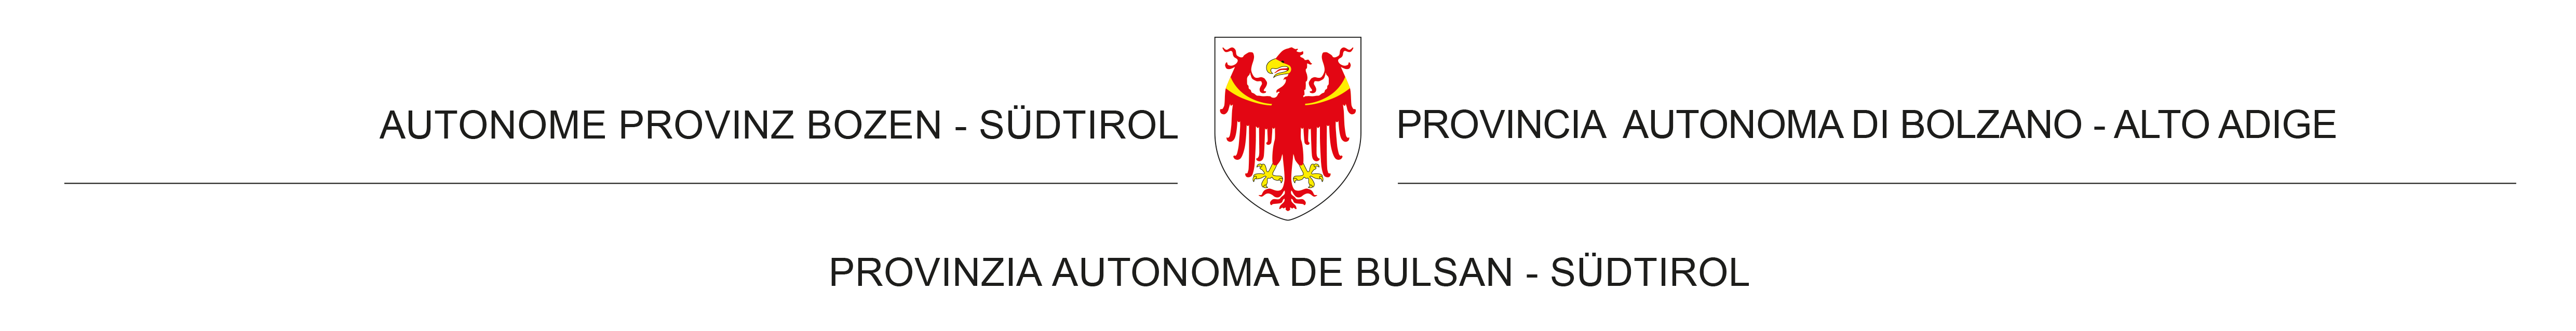 AUTONOME PROVINZ BOZEN - SÜDTIROL
PROVINCIA AUTONOMA DI BOLZANO - ALTO ADIGE
PROVINZIA AUTONOMA DE BULSAN - SÜDTIROL